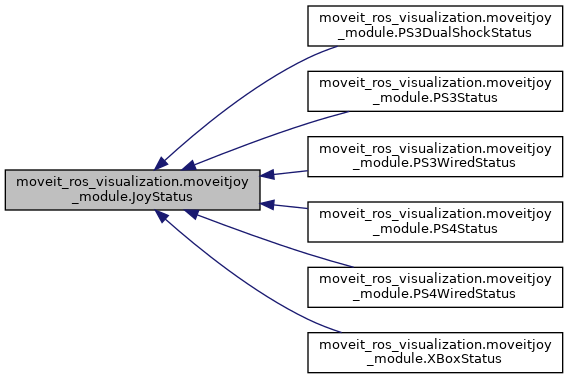 moveit_ros_visualization.moveitjoy
_module.PS3DualShockStatus
moveit_ros_visualization.moveitjoy
_module.PS3Status
moveit_ros_visualization.moveitjoy
_module.PS3WiredStatus
moveit_ros_visualization.moveitjoy
_module.JoyStatus
moveit_ros_visualization.moveitjoy
_module.PS4Status
moveit_ros_visualization.moveitjoy
_module.PS4WiredStatus
moveit_ros_visualization.moveitjoy
_module.XBoxStatus